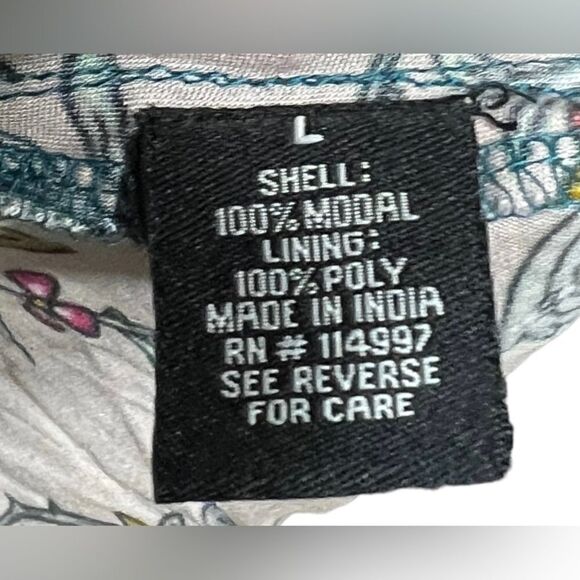 L
SHELL:
100% MODAL
LINING:
100% POLY
MADE IN INDIA
RN # 114997
SEE REVERSE
FOR CARE